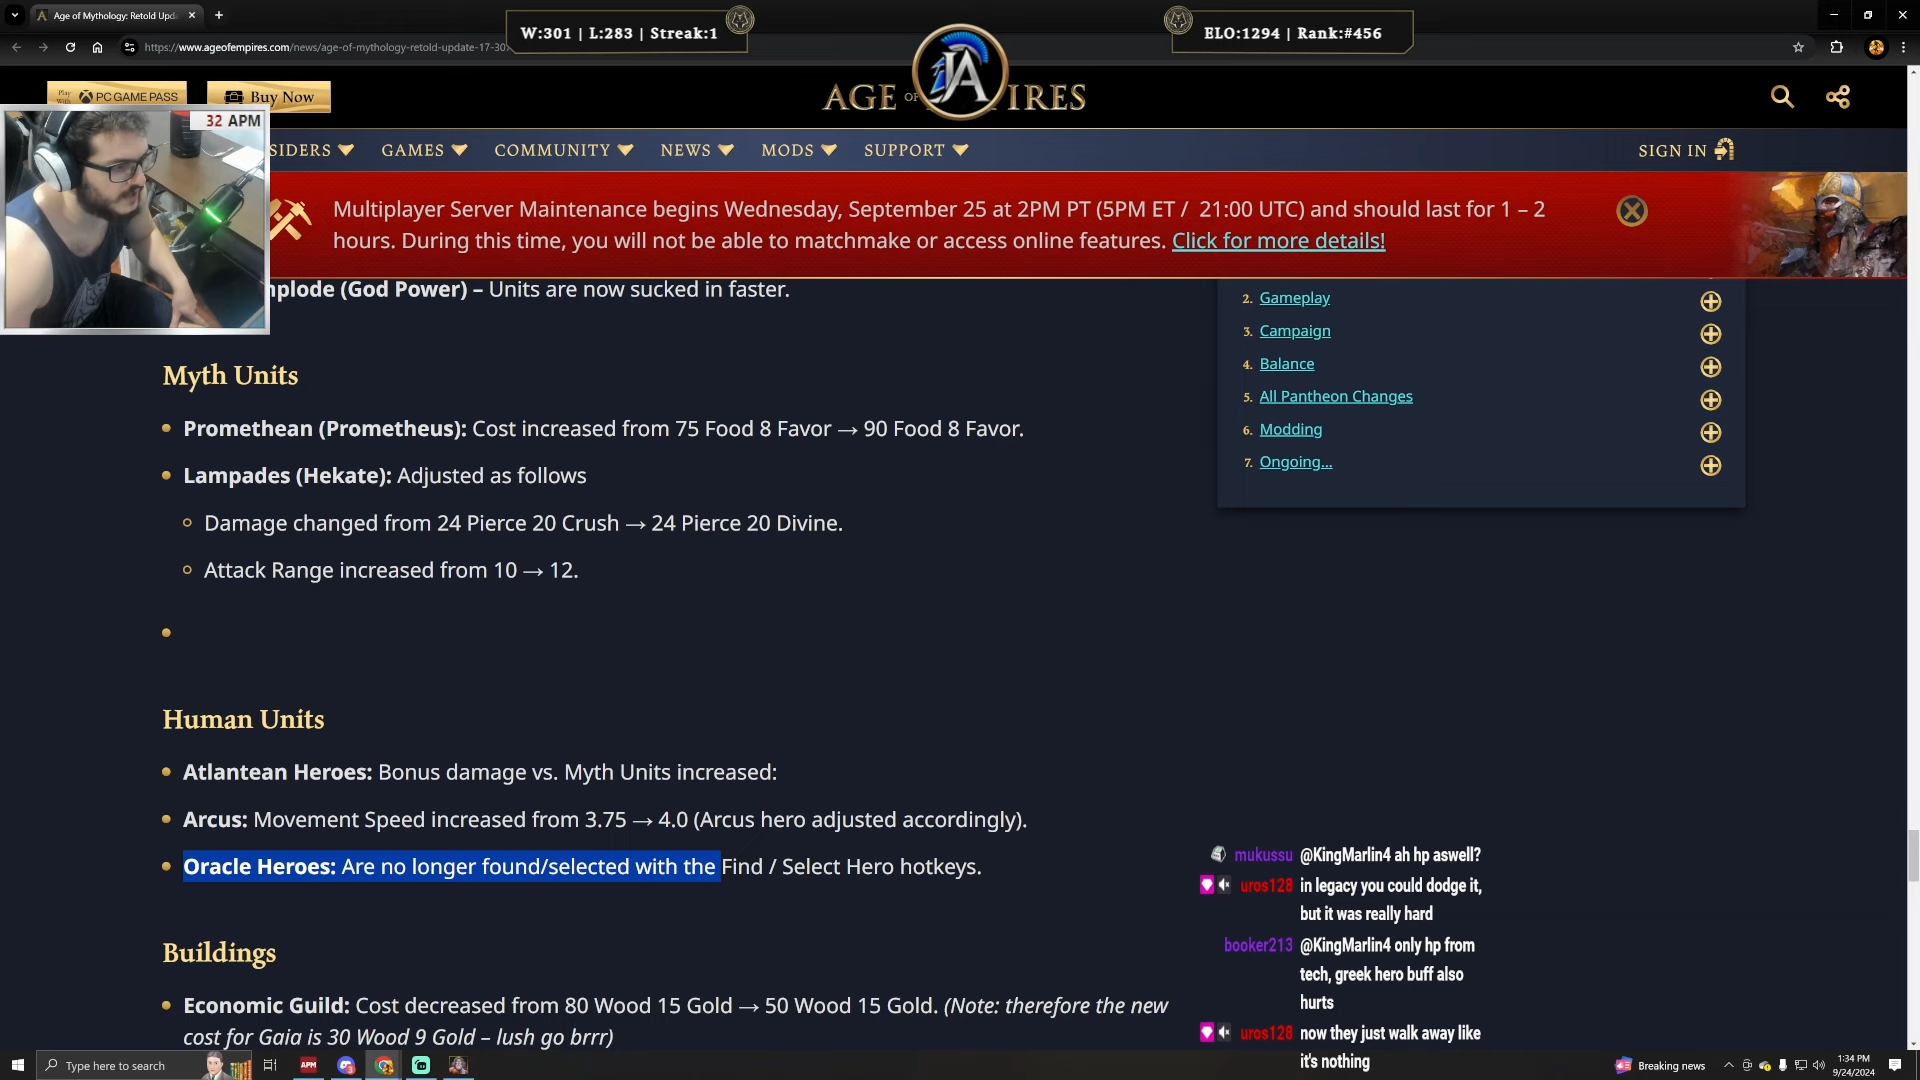 Age of Mythology: Retold Upd
https://www.ageofempires.com/news/age-of-mythology-retold-update-17-30
W:301 | L:283 | Streak:1
ELO:1294 | Rank:#456
PC GAME PASS
Buy Now
AGE OF
IRES
32 APM
SIDERS
GAMES
COMMUNITY
NEWS
MODS
SUPPORT
SIGN IN
Multiplayer Server Maintenance begins Wednesday, September 25 at 2PM PT (5PM ET / 21:00 UTC) and should last for 1 – 2
hours. During this time, you will not be able to matchmake or access online features. Click for more details!
mplode (God Power) – Units are now sucked in faster.
2. Gameplay
3. Campaign
4. Balance
5. All Pantheon Changes
6. Modding
7. Ongoing...
Myth Units
Promethean (Prometheus): Cost increased from 75 Food 8 Favor → 90 Food 8 Favor.
Lampades (Hekate): Adjusted as follows
Damage changed from 24 Pierce 20 Crush → 24 Pierce 20 Divine.
Attack Range increased from 10 → 12.
Human Units
Atlantean Heroes: Bonus damage vs. Myth Units increased:
Arcus: Movement Speed increased from 3.75 → 4.0 (Arcus hero adjusted accordingly).
Oracle Heroes: Are no longer found/selected with the Find / Select Hero hotkeys.
Buildings
Economic Guild: Cost decreased from 80 Wood 15 Gold → 50 Wood 15 Gold. (Note: therefore the new
cost for Gaia is 30 Wood 9 Gold – lush go brrr)
mukussu @KingMarlin4 ah hp aswell?
uros128 in legacy you could dodge it,
but it was really hard
booker213 @KingMarlin4 only hp from
tech, greek hero buff also
hurts
uros128 now they just walk away like
it's nothing
Type here to search
APM
Breaking news
1:34 PM
9/24/2024